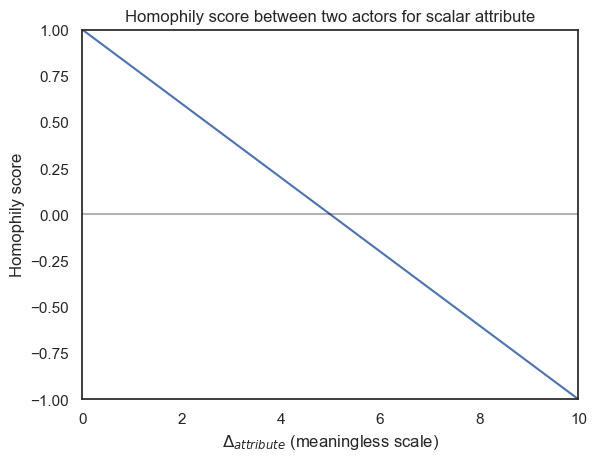 Homophily score between two actors for scalar attribute
1.00
0.75
0.50
0.25
0.00
−0.25
−0.50
−0.75
−1.00
Homophily score
0 2 4 6 8 10
Δattribute (meaningless scale)